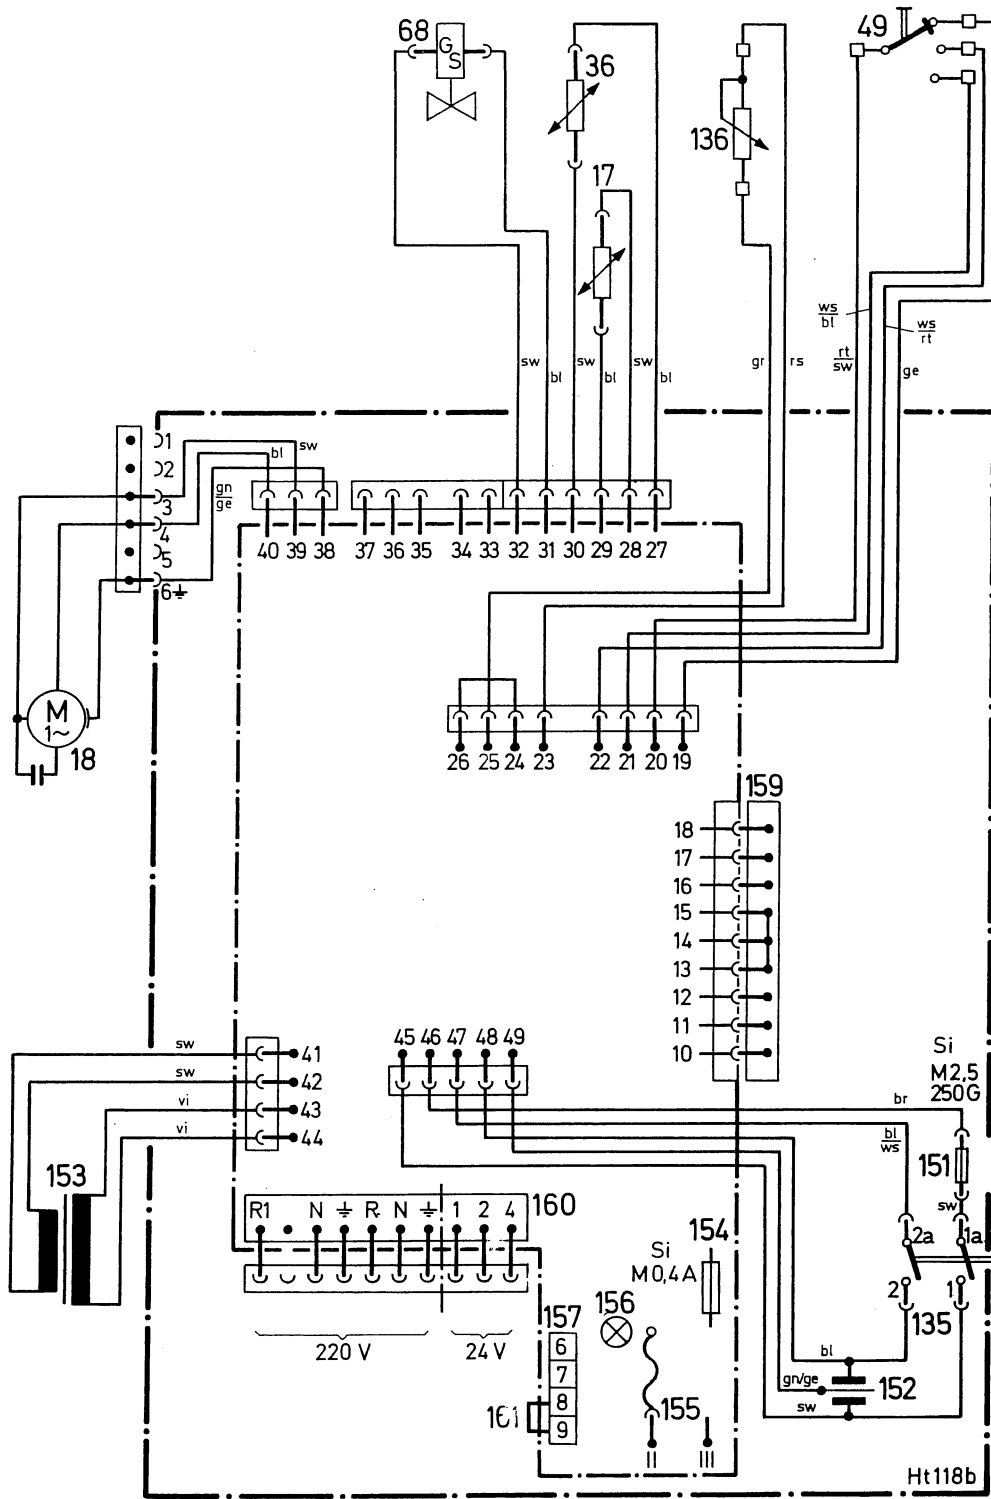 68
G
S
36
17
136
49
ws
bl
ws
rt
sw bl sw bl sw bl
gr rs
rt
sw
ge
1
2
3
4
5
6
bl sw
gn
ge
40 39 38 37 36 35 34 33 32 31 30 29 28 27
M
1~
18
26 25 24 23 22 21 20 19
159
18
17
16
15
14
13
12
11
10
45 46 47 48 49
sw 41
sw 42
vi 43
vi 44
153
Si
M2,5
250G
br
bl
ws
151
sw
R1 N R N 1 2 4 160
2a 1a
2 1
135
154
Si
M0,4A
156
157
6
7
8
9
161
155
II III
220 V 24 V
bl
gn/ge
152
sw
Ht118b